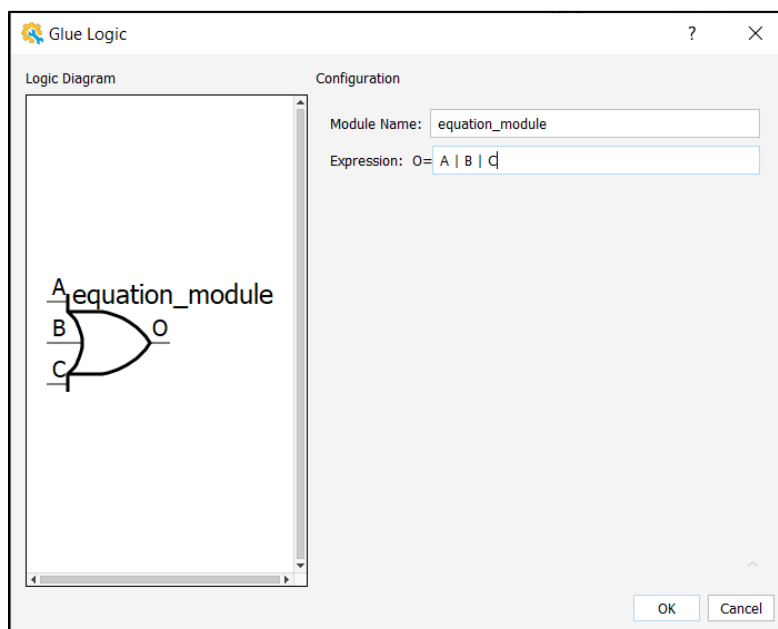 Glue Logic
?
Logic Diagram
Configuration
Module Name: equation_module
Expression: O= A | B | C
A
equation_module
B
O
C
OK
Cancel